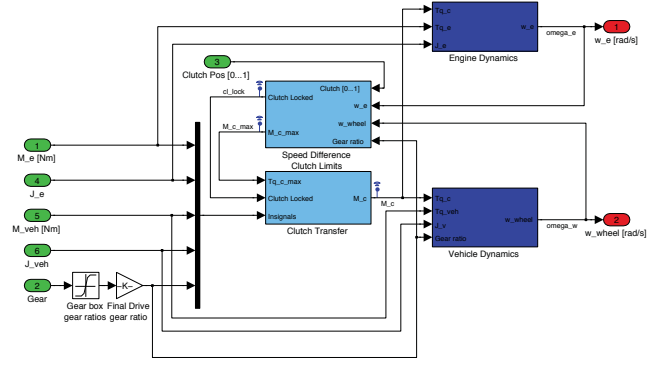 Tq_c
Tq_e
J_e
w_e
Engine Dynamics
omega_e
1
w_e [rad/s]
3
Clutch Pos [0...1]
cl_lock
Clutch [0...1]
Clutch Locked
w_e
w_wheel
M_c_max
M_c_max
Gear ratio
Speed Difference
Clutch Limits
1
M_e [Nm]
4
J_e
5
M_veh [Nm]
6
J_veh
2
Gear
Gear box
gear ratios
-K-
Final Drive
gear ratio
Tq_c_max
Clutch Locked
Insignals
M_c
M_c
Clutch Transfer
Tq_c
Tq_veh
J_v
Gear ratio
w_wheel
Vehicle Dynamics
omega_w
2
w_wheel [rad/s]